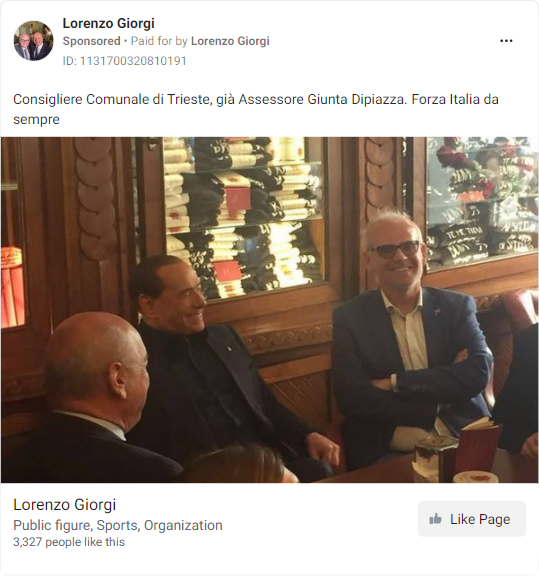 Lorenzo Giorgi
Sponsored • Paid for by Lorenzo Giorgi
ID: 1131700320810191
Consigliere Comunale di Trieste, già Assessore Giunta Dipiazza. Forza Italia da
sempre
Lorenzo Giorgi
Public figure, Sports, Organization
3,327 people like this
Like Page